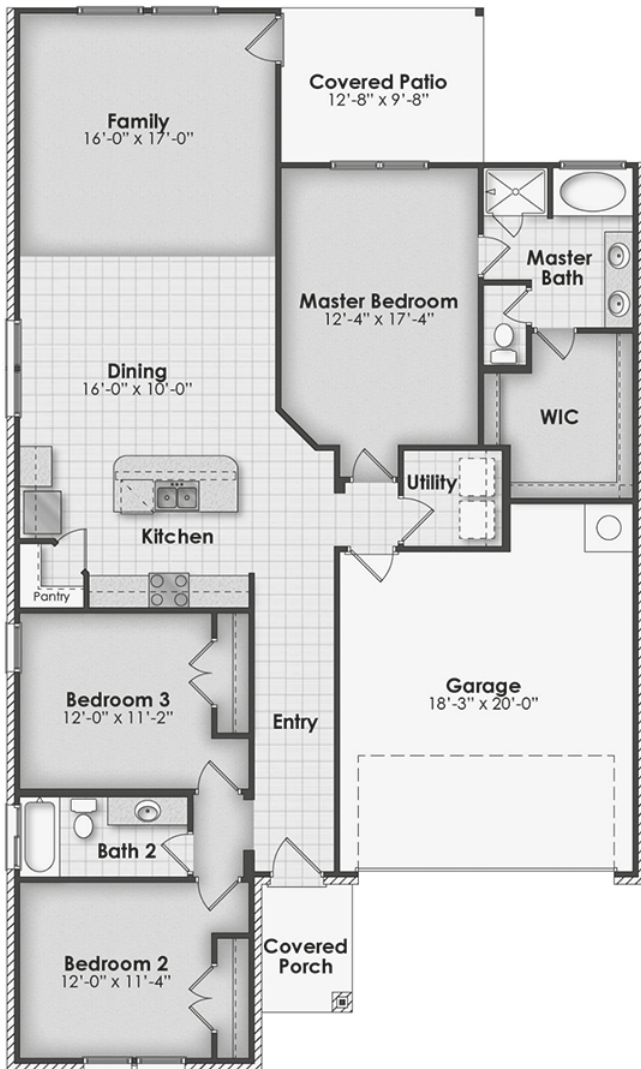 Family
16'-0" x 17'-0"
Covered Patio
12'-8" x 9'-8"
Master Bedroom
12'-4" x 17'-4"
Master
Bath
Dining
16'-0" x 10'-0"
WIC
Utility
Kitchen
Pantry
Bedroom 3
12'-0" x 11'-2"
Entry
Garage
18'-3" x 20'-0"
Bath 2
Bedroom 2
12'-0" x 11'-4"
Covered
Porch